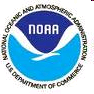 NATIONAL OCEANIC AND ATMOSPHERIC ADMINISTRATION
NOAA
U.S. DEPARTMENT OF COMMERCE